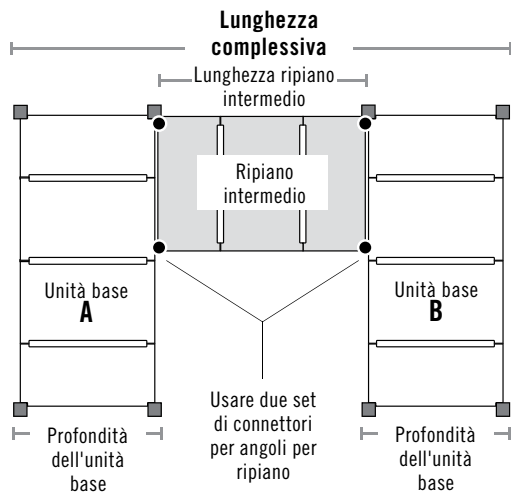 Lunghezza
complessiva
Lunghezza ripiano
intermedio
Ripiano
intermedio
Unità base
A
Unità base
B
Usare due set
di connettori
per angoli per
ripiano
Profondità
dell'unità
base
Profondità
dell'unità
base